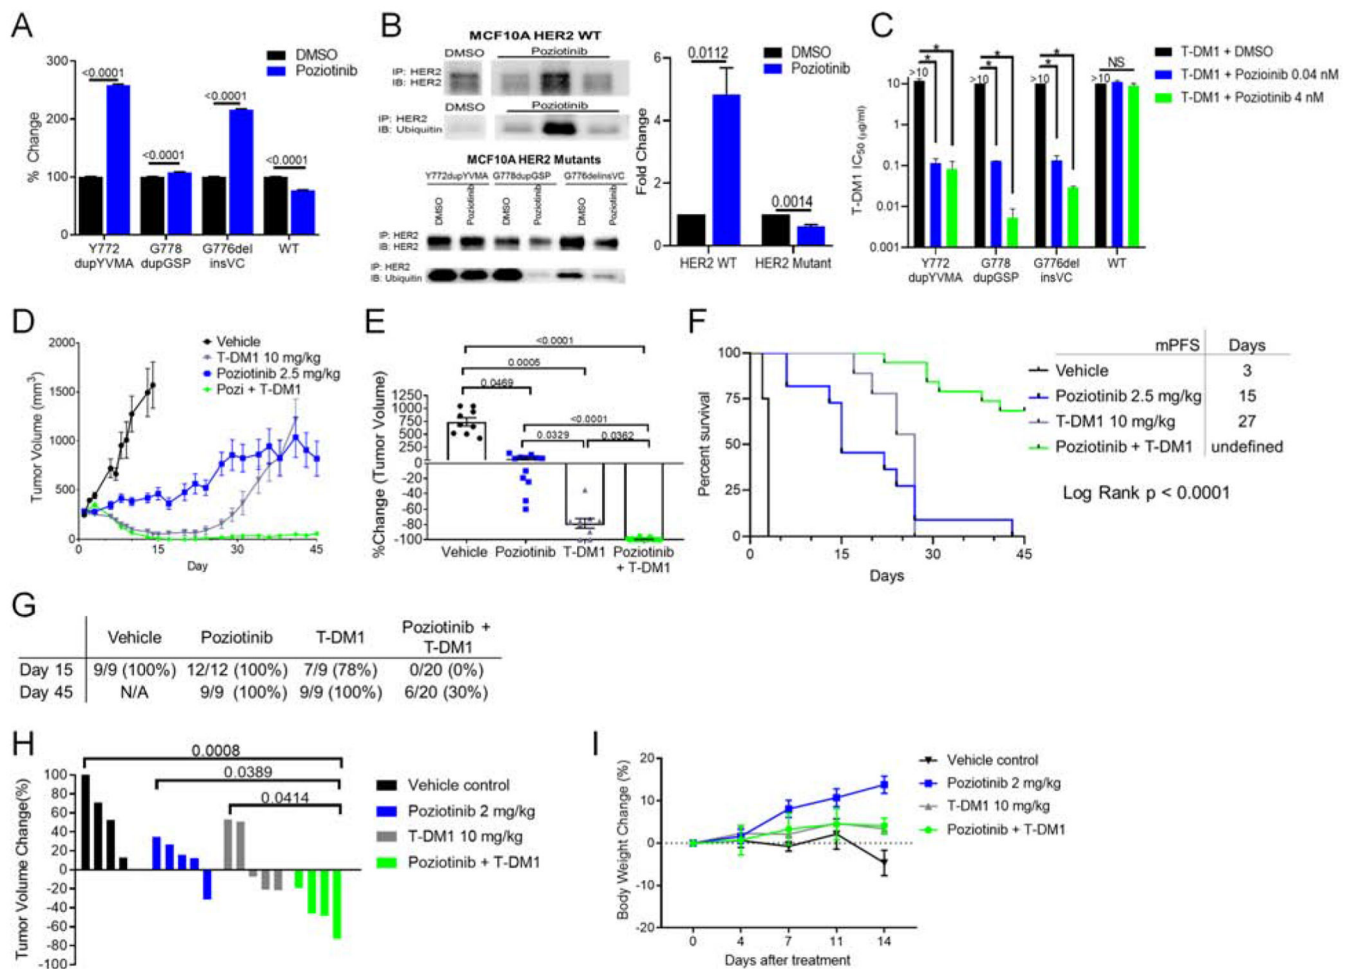 A
DMSO
Poziotinib
% Change
300
200
100
0
<0.0001
<0.0001
<0.0001
<0.0001
Y772 dupYVMA
G778 dupGSP
G776del insVC
WT
B
MCF10A HER2 WT
DMSO
Poziotinib
IP: HER2
IB: HER2
DMSO
Poziotinib
IP: HER2
IB: Ubiquitin
MCF10A HER2 Mutants
Y772dupYVMA G778dupGSP G776delinsVC
DMSO Poziotinib DMSO Poziotinib DMSO Poziotinib
IP: HER2
IB: HER2
IP: HER2
IB: Ubiquitin
DMSO
Poziotinib
Fold Change
6
4
2
0
0.0112
0.0014
HER2 WT HER2 Mutant
C
T-DM1 + DMSO
T-DM1 + Pozioinib 0.04 nM
T-DM1 + Poziotinib 4 nM
T-DM1 IC50 (µg/ml)
10
1
0.1
0.01
0.001
>10 >10 >10 >10
* * * * * * NS
Y772 dupYVMA
G778 dupGSP
G776del insVC
WT
D
Vehicle
T-DM1 10 mg/kg
Poziotinib 2.5 mg/kg
Pozi + T-DM1
Tumor Volume (mm3)
2000
1500
1000
500
0
0 15 30 45
Day
E
<0.0001
0.0005
0.0469
<0.0001
0.0329
0.0362
%Change (Tumor Volume)
1250
1000
750
500
250
0
-20
-40
-60
-80
-100
Vehicle Poziotinib T-DM1 Poziotinib
+ T-DM1
F
Percent survival
100
75
50
25
0
0 15 30 45
Days
mPFS Days
Vehicle 3
Poziotinib 2.5 mg/kg 15
T-DM1 10 mg/kg 27
Poziotinib + T-DM1 undefined
Log Rank p < 0.0001
G
Vehicle Poziotinib T-DM1 Poziotinib + T-DM1
Day 15 9/9 (100%) 12/12 (100%) 7/9 (78%) 0/20 (0%)
Day 45 N/A 9/9 (100%) 9/9 (100%) 6/20 (30%)
H
0.0008
0.0389
0.0414
Tumor Volume Change(%)
100
80
60
40
20
0
-20
-40
-60
-80
-100
Vehicle control
Poziotinib 2 mg/kg
T-DM1 10 mg/kg
Poziotinib + T-DM1
I
Body Weight Change (%)
20
10
0
-10
-20
0 4 7 11 14
Days after treatment
Vehicle control
Poziotinib 2 mg/kg
T-DM1 10 mg/kg
Poziotinib + T-DM1